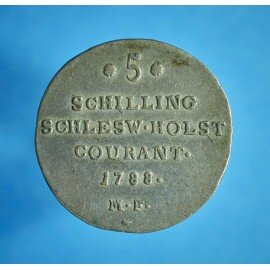 • 5 •
SCHILLING
SCHLESW·HOLST
COURANT·
1788·
M·F·